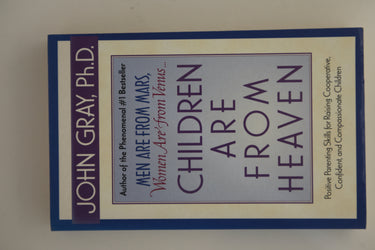 JOHN GRAY, Ph.D.
Author of the Phenomenal #1 Bestseller
MEN ARE FROM MARS,
Women Are from Venus...
CHILDREN
ARE
FROM
HEAVEN
Positive Parenting Skills for Raising Cooperative,
Confident, and Compassionate Children